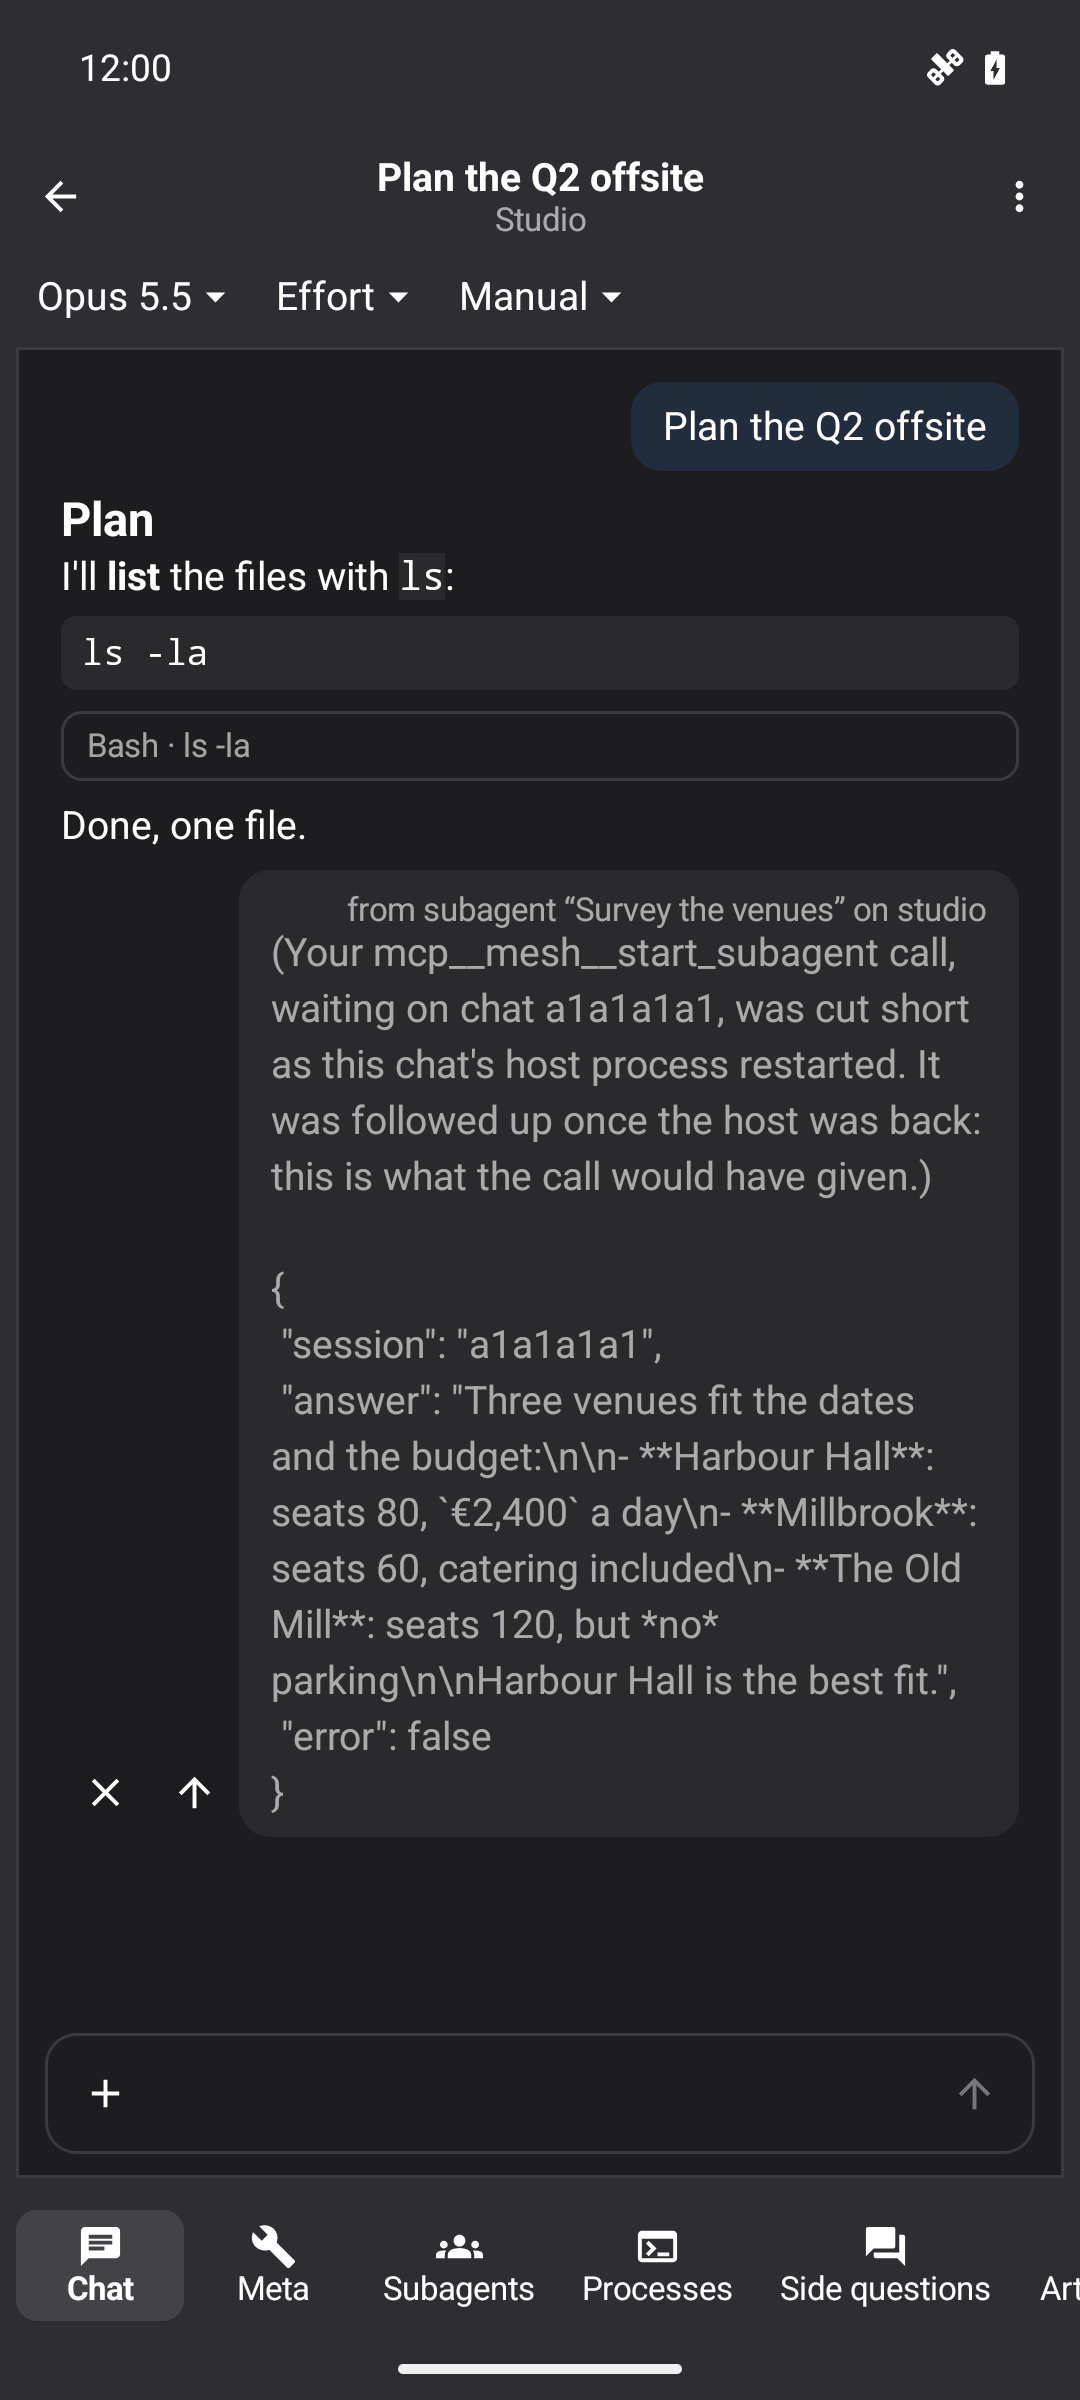 12:00
Plan the Q2 offsite
Studio
Opus 5.5
Effort
Manual
Plan the Q2 offsite
Plan
I'll list the files with ls:
ls -la
Bash · ls -la
Done, one file.
from subagent “Survey the venues” on studio
(Your mcp__mesh__start_subagent call,
waiting on chat a1a1a1a1, was cut short
as this chat's host process restarted. It
was followed up once the host was back:
this is what the call would have given.)
{
"session": "a1a1a1a1",
"answer": "Three venues fit the dates
and the budget:\n\n- **Harbour Hall**:
seats 80, `€2,400` a day\n- **Millbrook**:
seats 60, catering included\n- **The Old
Mill**: seats 120, but *no*
parking\n\nHarbour Hall is the best fit.",
"error": false
}
Chat
Meta
Subagents
Processes
Side questions
Art